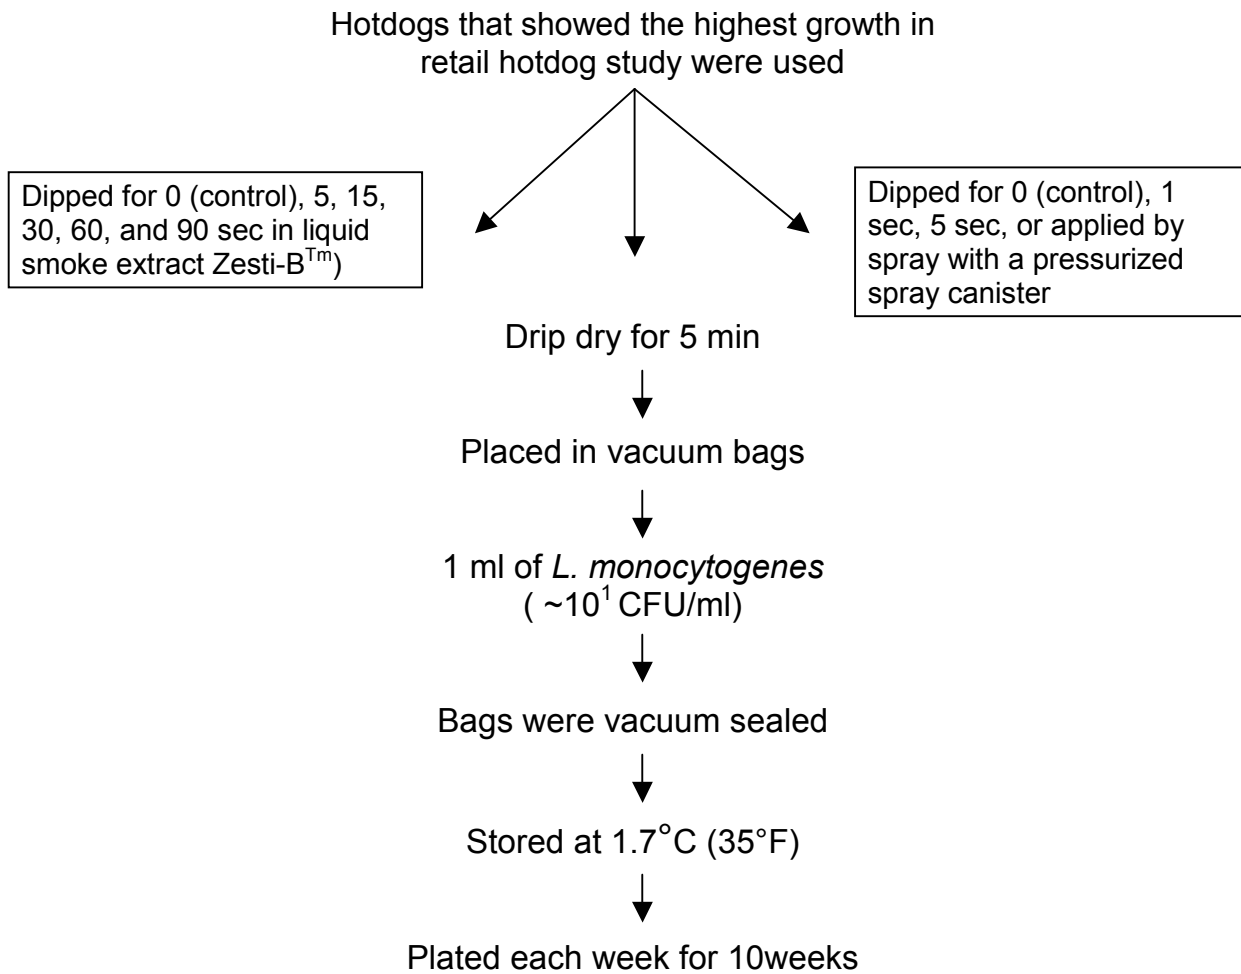 Hotdogs that showed the highest growth in
retail hotdog study were used
Dipped for 0 (control), 5, 15,
30, 60, and 90 sec in liquid
smoke extract Zesti-B™)
Dipped for 0 (control), 1
sec, 5 sec, or applied by
spray with a pressurized
spray canister
Drip dry for 5 min
Placed in vacuum bags
1 ml of L. monocytogenes
( ~10¹ CFU/ml)
Bags were vacuum sealed
Stored at 1.7°C (35°F)
Plated each week for 10weeks